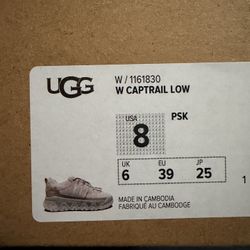 UGG
W / 1161830
W CAPTRAIL LOW
PSK
USA
8
UK EU JP
6 39 25
MADE IN CAMBODIA
FABRIQUÉ AU CAMBODGE
1